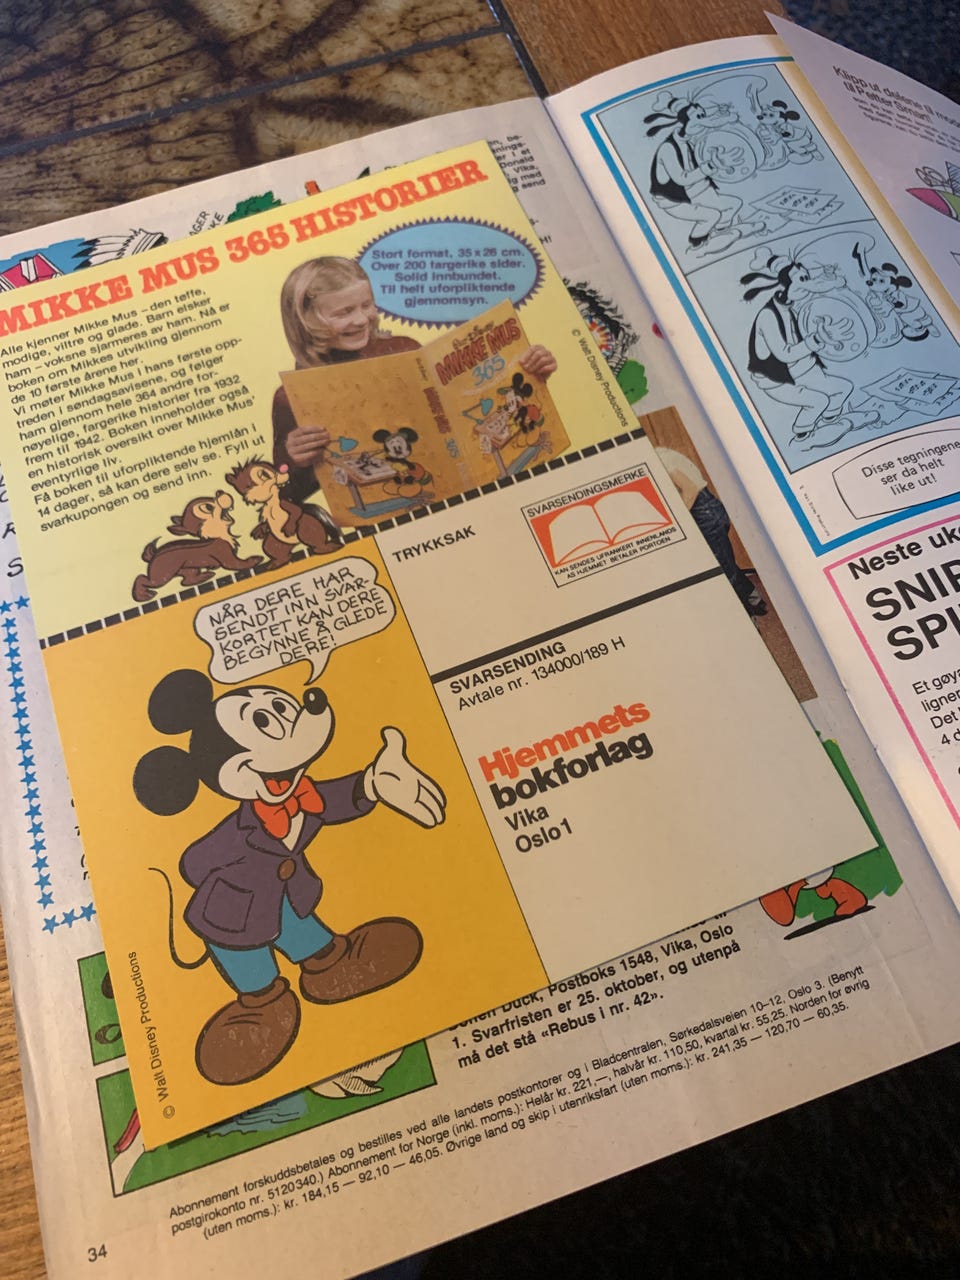 MIKKE MUS 365 HISTORIER
Alle kjenner Mikke Mus – den tøffe,
modige, viltre og glade. Barn elsker
ham – voksne sjarmeres av ham. Nå er
boken om Mikkes utvikling gjennom
de 10 første årene her.
Vi møter Mikke Mus i hans første opp-
treden i søndagsavisene, og følger
ham gjennom hele 364 andre for-
nøyelige, fargerike historier fra 1932
frem til 1942. Boken inneholder også
en historisk oversikt over Mikke Mus'
eventyrlige liv.
Få boken til uforpliktende hjemlån i
14 dager, så kan dere selv se. Fyll ut
svarkupongen og send inn.
Stort format, 35 x 26 cm.
Over 200 fargerike sider.
Solid innbundet.
Til helt uforpliktende
gjennomsyn.
MIKKE MUS
365
© Walt Disney Productions
TRYKKSAK
SVARSENDINGSMERKE
KAN SENDES UFRANKERT INNENLANDS
AS HJEMMET BETALER PORTOEN
NÅR DERE HAR
SENDT INN SVAR-
KORTET KAN DERE
BEGYNNE Å GLEDE
DERE!
SVARSENDING
Avtale nr. 134000/189 H
Hjemmets
bokforlag
Vika
Oslo 1
© Walt Disney Productions
Duck, Postboks 1548, Vika, Oslo
1. Svarfristen er 25. oktober, og utenpå
må det stå «Rebus i nr. 42».
Abonnement forskuddsbetales og bestilles ved alle landets postkontorer og i Bladcentralen, Sørkedalsveien 10–12, Oslo 3. (Benytt
postgirokonto nr. 5120340.) Abonnement for Norge (inkl. moms.): Helår kr. 221,—, halvår kr. 110,50, kvartal kr. 55,25. Norden for øvrig
(uten moms.): kr. 184,15 — 92,10 — 46,05. Øvrige land og skip i utenriksfart (uten moms.): kr. 241,35 — 120,70 — 60,35.
34
Klipp ut delene
til Petter Smart!
Disse tegningene
ser da helt
like ut!
Neste uke
Et gøya
ligner
Det
4 d